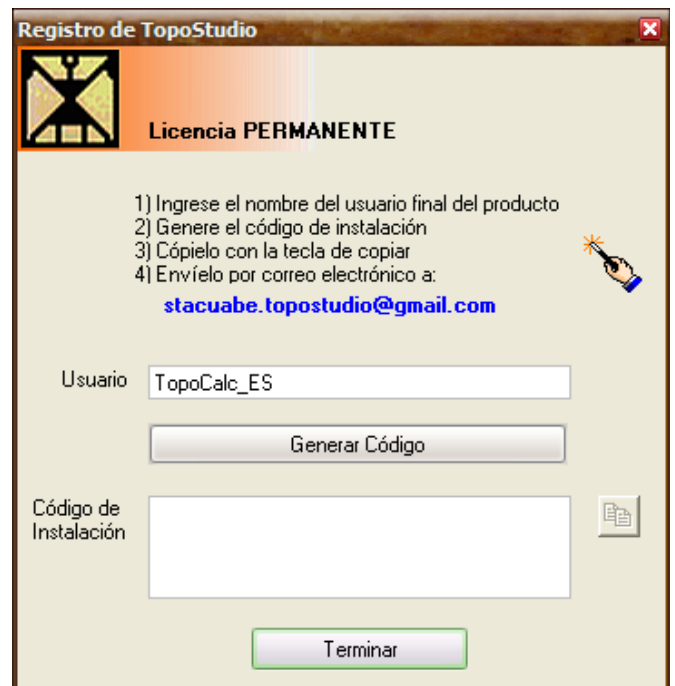 Registro de TopoStudio
Licencia PERMANENTE
1) Ingrese el nombre del usuario final del producto
2) Genere el código de instalación
3) Cópielo con la tecla de copiar
4) Envíelo por correo electrónico a:
stacuabe.topostudio@gmail.com
Usuario TopoCalc_ES
Generar Código
Código de
Instalación
Terminar